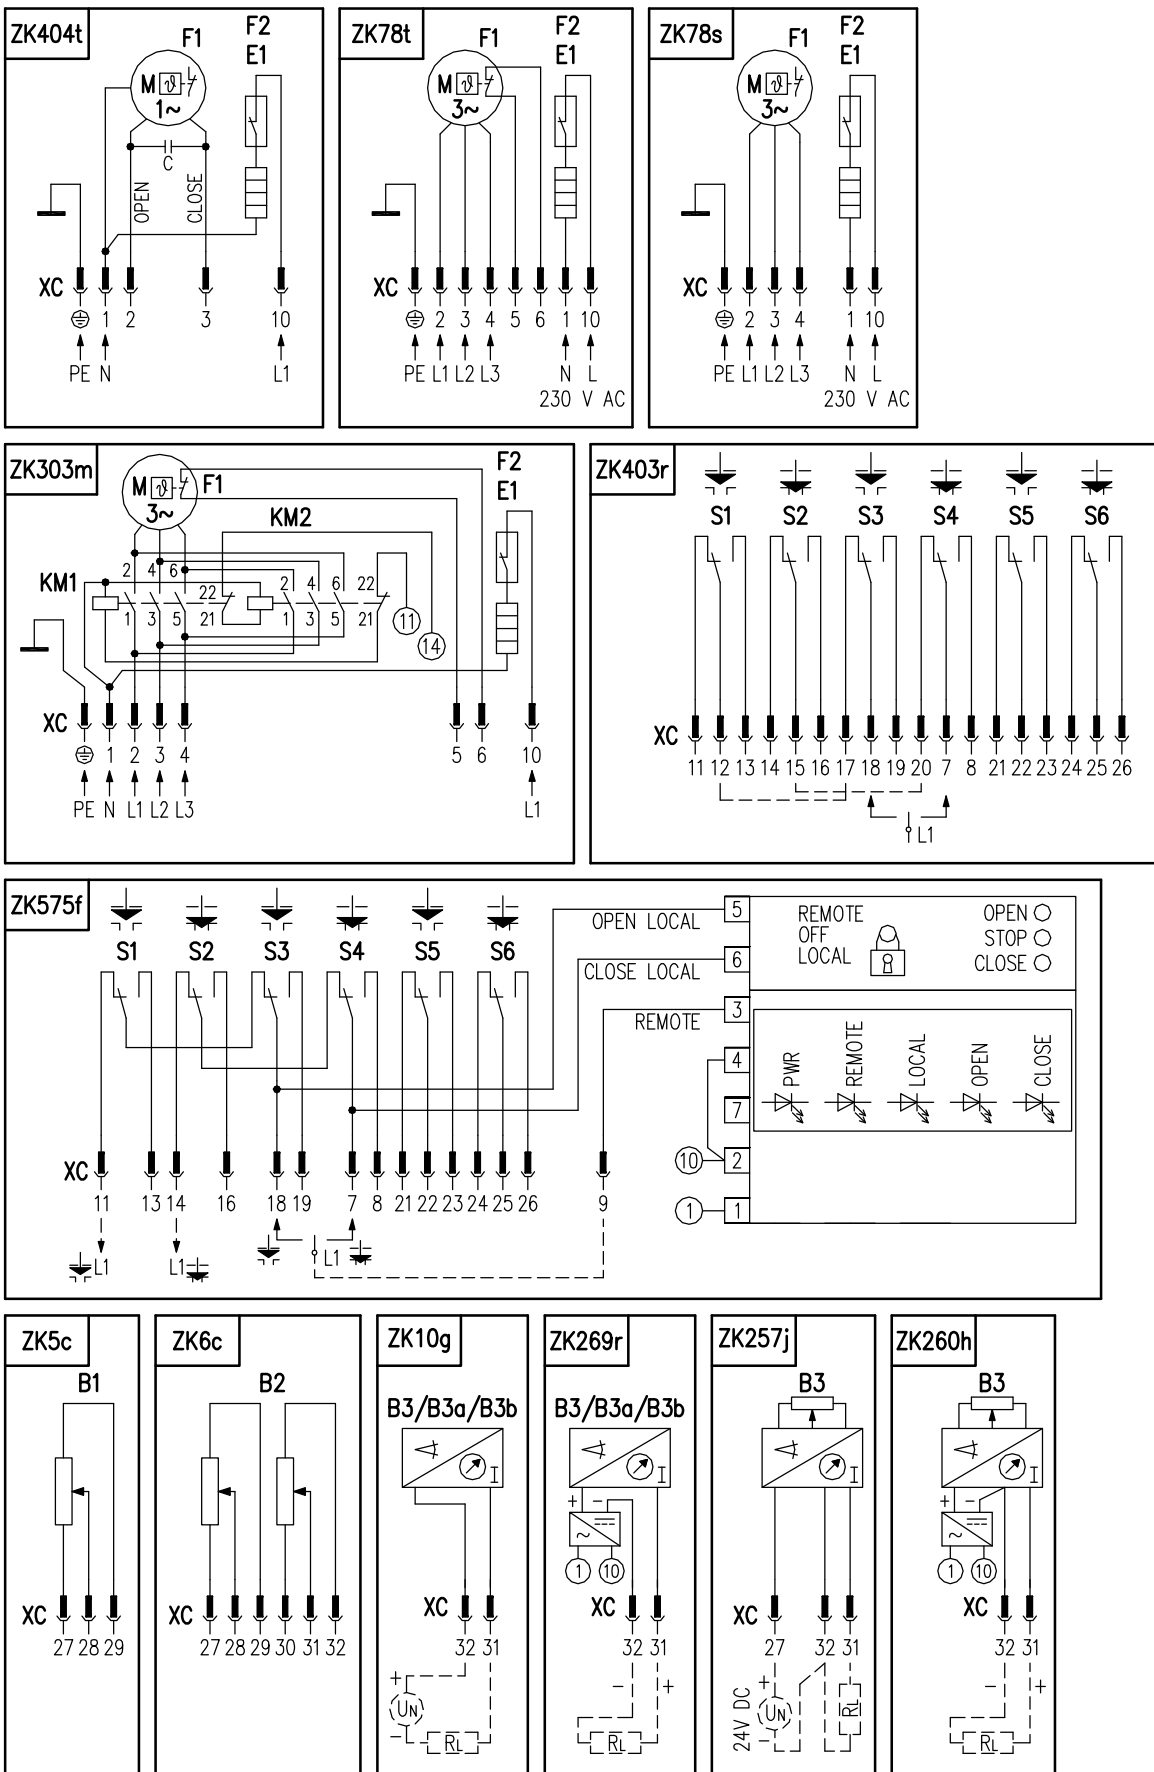 ZK404t
F1
F2
E1
M ϑ
1~
C
OPEN
CLOSE
XC
1 2 3 10
PE N L1
ZK78t
F1
F2
E1
M ϑ
3~
XC
2 3 4 5 6 1 10
PE L1 L2 L3 N L
230 V AC
ZK78s
F1
F2
E1
M ϑ
3~
XC
2 3 4 1 10
PE L1 L2 L3 N L
230 V AC
ZK303m
M ϑ
3~
F1
F2
E1
KM2
KM1
2 4 6 22 2 4 6 22
1 3 5 21 1 3 5 21
11
14
XC
1 2 3 4 5 6 10
PE N L1 L2 L3 L1
ZK403r
S1 S2 S3 S4 S5 S6
XC
11 12 13 14 15 16 17 18 19 20 7 8 21 22 23 24 25 26
L1
ZK575f
S1 S2 S3 S4 S5 S6
OPEN LOCAL 5
CLOSE LOCAL 6
REMOTE 3
4
7
10 2
1 1
REMOTE
OFF
LOCAL
OPEN
STOP
CLOSE
PWR
REMOTE
LOCAL
OPEN
CLOSE
XC
11 13 14 16 18 19 7 8 21 22 23 24 25 26 9
L1 L1 L1
ZK5c
B1
XC
27 28 29
ZK6c
B2
XC
27 28 29 30 31 32
ZK10g
B3/B3a/B3b
I
XC
32 31
+
UN
−
RL
ZK269r
B3/B3a/B3b
I
+ −
~
1 10
XC
32 31
− +
RL
ZK257j
B3
I
XC
27 32 31
24V DC
+
UN
−
RL
ZK260h
B3
I
+ −
~
1 10
XC
32 31
− +
RL